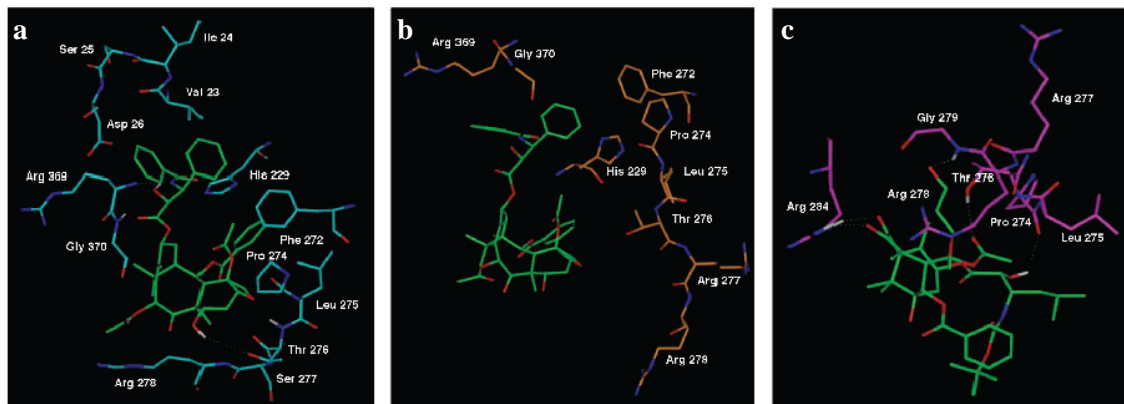 a
Ile 24
Ser 25
Val 23
Asp 26
Arg 369
His 229
Gly 370
Phe 272
Pro 274
Leu 275
Thr 276
Arg 278
Ser 277
b
Arg 369
Gly 370
Phe 272
Pro 274
His 229
Leu 275
Thr 276
Arg 277
Arg 278
c
Arg 277
Gly 279
Thr 276
Arg 278
Arg 284
Pro 274
Leu 275